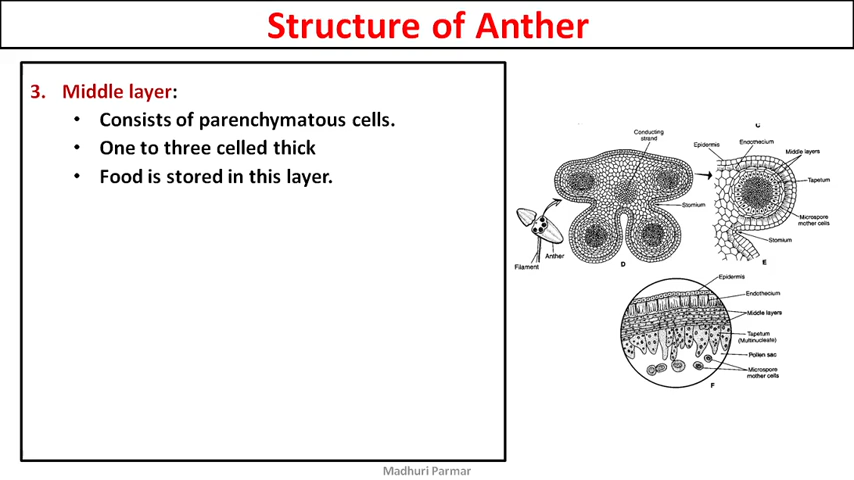 Structure of Anther
3. Middle layer:
• Consists of parenchymatous cells.
• One to three celled thick
• Food is stored in this layer.
C
Conducting
strand
Epidermis
Endothecium
Middle layers
Tapetum
Stomium
Microspore
mother cells
Stomium
Anther
Filament
D
E
Epidermis
Endothecium
Middle layers
Tapetum
(Multinucleate)
Pollen sac
Microspore
mother cells
F
Madhuri Parmar